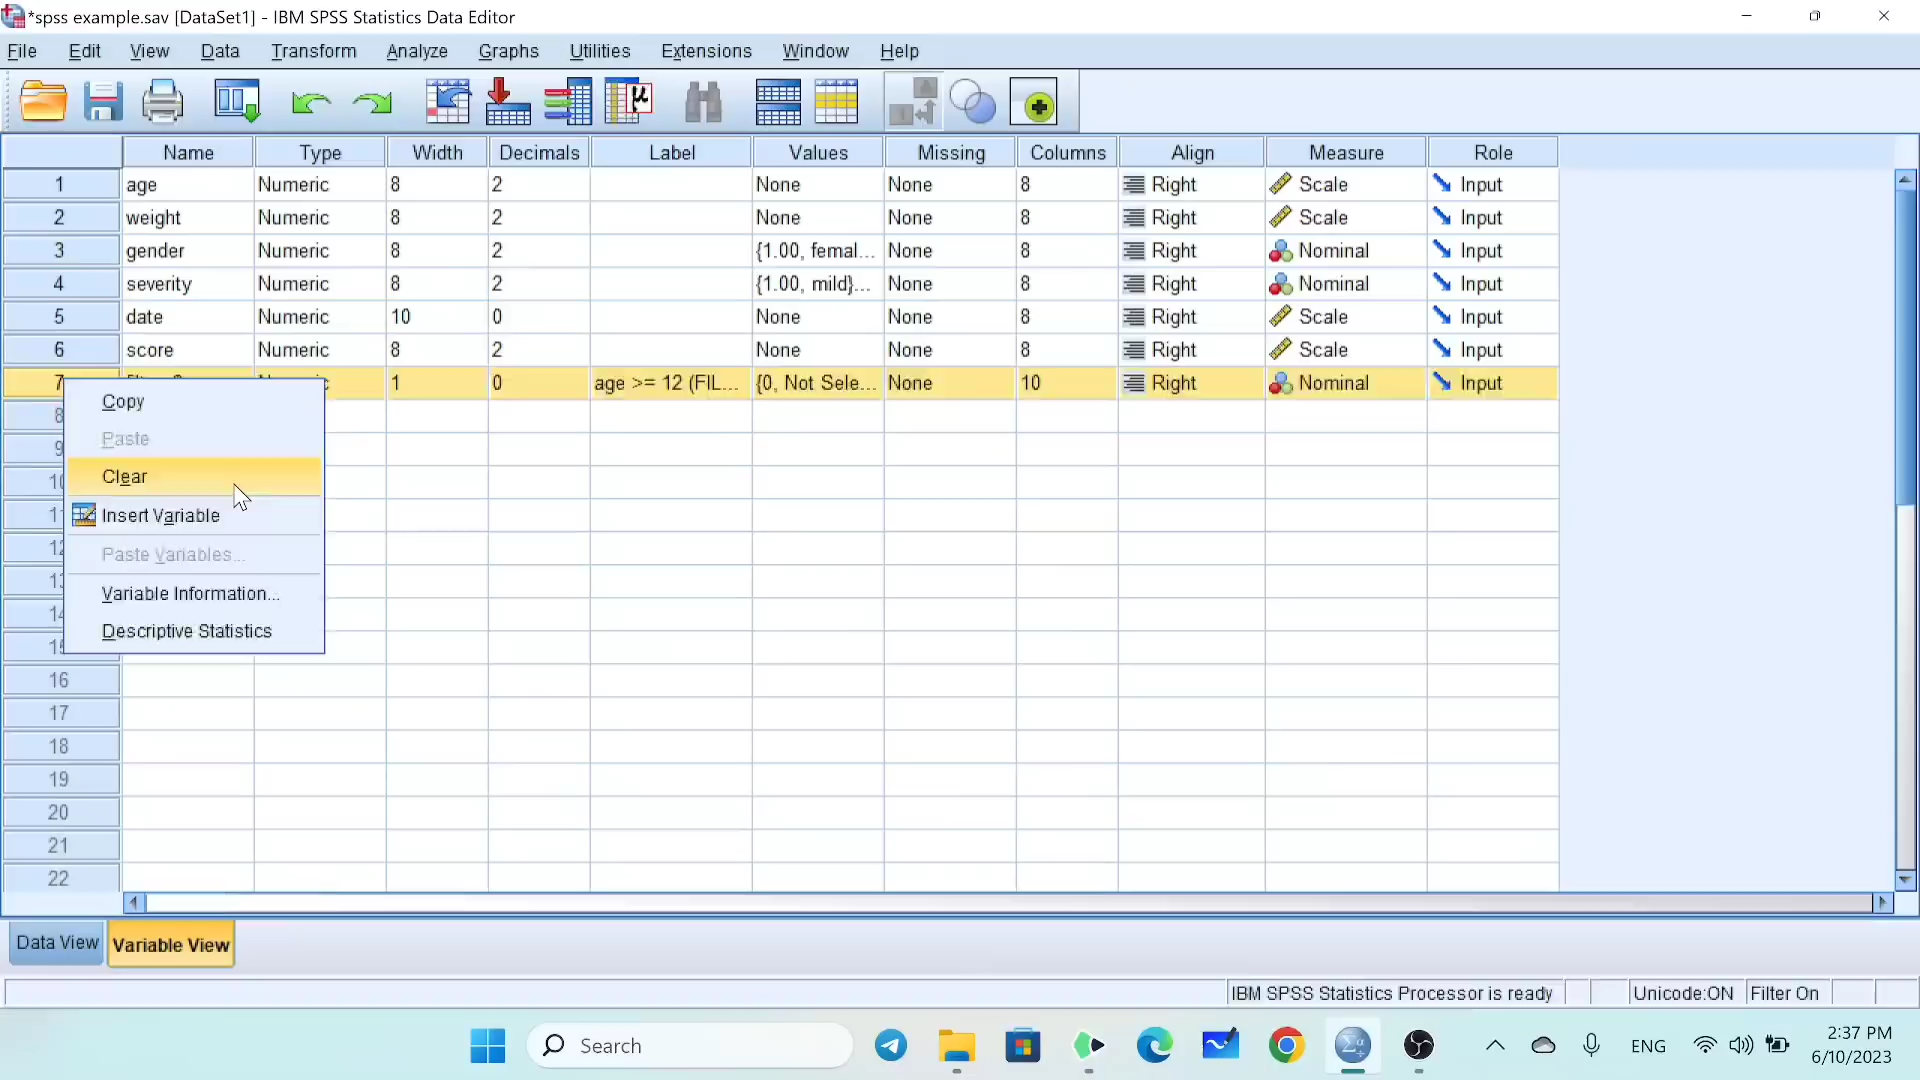 *spss example.sav [DataSet1] - IBM SPSS Statistics Data Editor
File Edit View Data Transform Analyze Graphs Utilities Extensions Window Help
Name Type Width Decimals Label Values Missing Columns Align Measure Role
1 age Numeric 8 2 None None 8 Right Scale Input
2 weight Numeric 8 2 None None 8 Right Scale Input
3 gender Numeric 8 2 {1.00, femal... None 8 Right Nominal Input
4 severity Numeric 8 2 {1.00, mild}... None 8 Right Nominal Input
5 date Numeric 10 0 None None 8 Right Scale Input
6 score Numeric 8 2 None None 8 Right Scale Input
7 1 0 age >= 12 (FIL... {0, Not Sele... None 10 Right Nominal Input
8
9
Copy
Paste
Clear
Insert Variable
Paste Variables...
Variable Information...
Descriptive Statistics
16
17
18
19
20
21
22
Data View Variable View
IBM SPSS Statistics Processor is ready Unicode:ON Filter On
Search
ENG
2:37 PM
6/10/2023